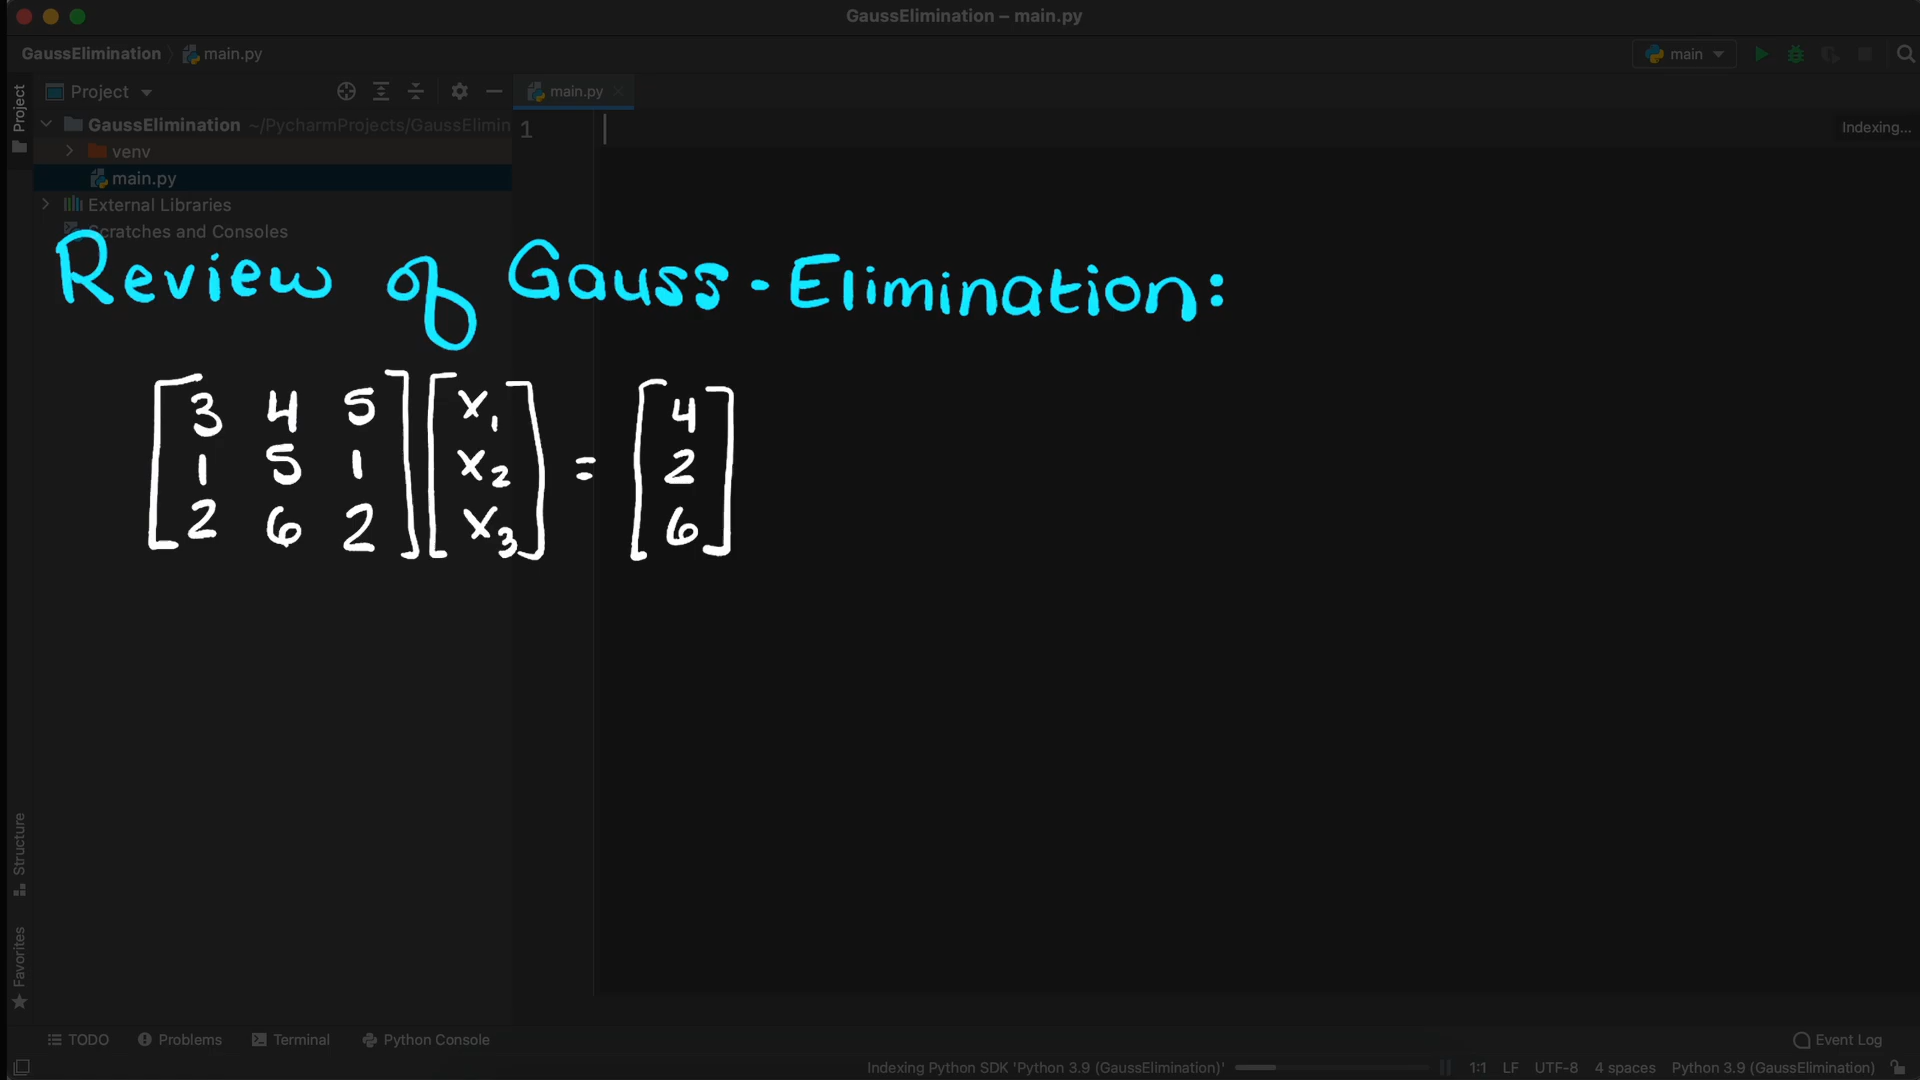 GaussElimination – main.py
GaussElimination main.py
main
Project
Project
main.py
GaussElimination ~/PycharmProjects/GaussElimin
1
Indexing...
venv
main.py
External Libraries
Scratches and Consoles
Review of Gauss-Elimination:
3 4 5 x₁ 4
1 5 1 x₂ = 2
2 6 2 x₃ 6
Structure
Favorites
TODO Problems Terminal Python Console Event Log
Indexing Python SDK 'Python 3.9 (GaussElimination)' 1:1 LF UTF-8 4 spaces Python 3.9 (GaussElimination)